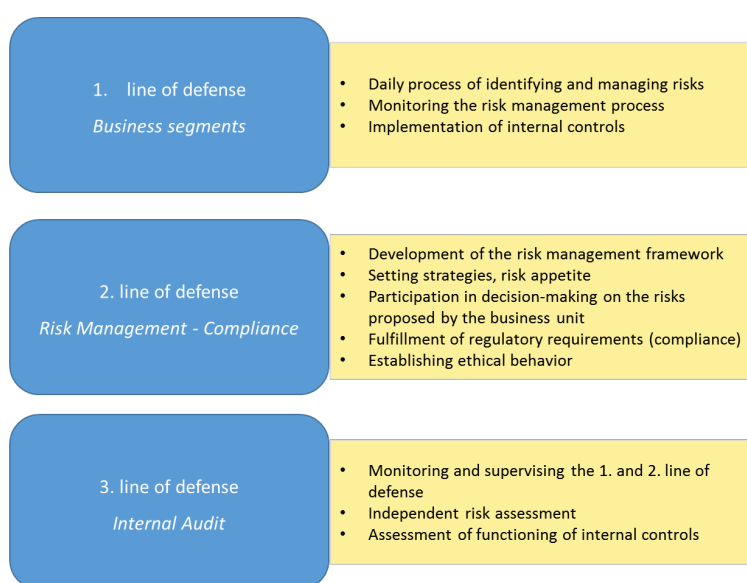 1. line of defense
Business segments
• Daily process of identifying and managing risks
• Monitoring the risk management process
• Implementation of internal controls
2. line of defense
Risk Management - Compliance
• Development of the risk management framework
• Setting strategies, risk appetite
• Participation in decision-making on the risks
proposed by the business unit
• Fulfillment of regulatory requirements (compliance)
• Establishing ethical behavior
3. line of defense
Internal Audit
• Monitoring and supervising the 1. and 2. line of
defense
• Independent risk assessment
• Assessment of functioning of internal controls